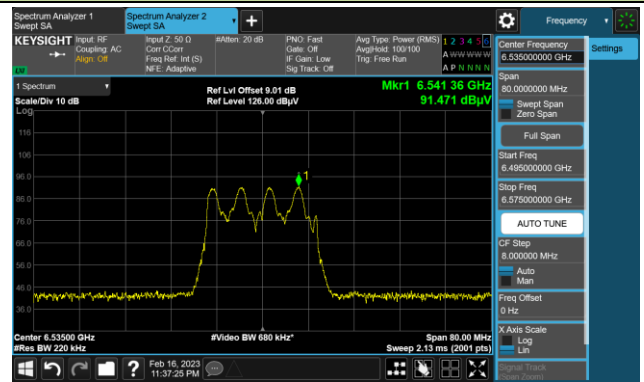 Spectrum Analyzer 1
Swept SA
Spectrum Analyzer 2
Swept SA
Frequency
KEYSIGHT
Input: RF
Coupling: AC
Align: Off
Input Z: 50 Ω
Corr CCorr
Freq Ref: Int (S)
NFE: Adaptive
#Atten: 20 dB
PNO: Fast
Gate: Off
IF Gain: Low
Sig Track: Off
Avg Type: Power (RMS)
Avg|Hold: 100/100
Trig: Free Run
1 2 3 4 5 6
A W W W W W
A P N N N N
LW
1 Spectrum
Scale/Div 10 dB
Log
Ref Lvl Offset 9.01 dB
Ref Level 126.00 dBµV
Mkr1 6.541 36 GHz
91.471 dBµV
116
106
96.0
86.0
76.0
66.0
56.0
46.0
36.0
1
Center 6.53500 GHz
#Res BW 220 kHz
#Video BW 680 kHz*
Span 80.00 MHz
Sweep 2.13 ms (2001 pts)
Feb 16, 2023
11:37:25 PM
Center Frequency
6.535000000 GHz
Settings
Span
80.0000000 MHz
Swept Span
Zero Span
Full Span
Start Freq
6.495000000 GHz
Stop Freq
6.575000000 GHz
AUTO TUNE
CF Step
8.000000 MHz
Auto
Man
Freq Offset
0 Hz
X Axis Scale
Log
Lin
Signal Track
(Span Zoom)